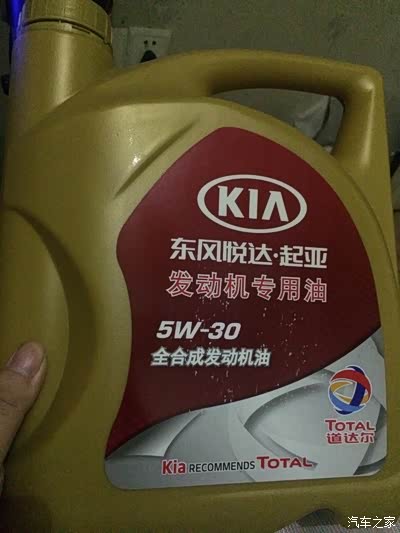 KIA
东风悦达·起亚
发动机专用油
5W-30
全合成发动机油
TOTAL
道达尔
Kia RECOMMENDS TOTAL
汽车之家